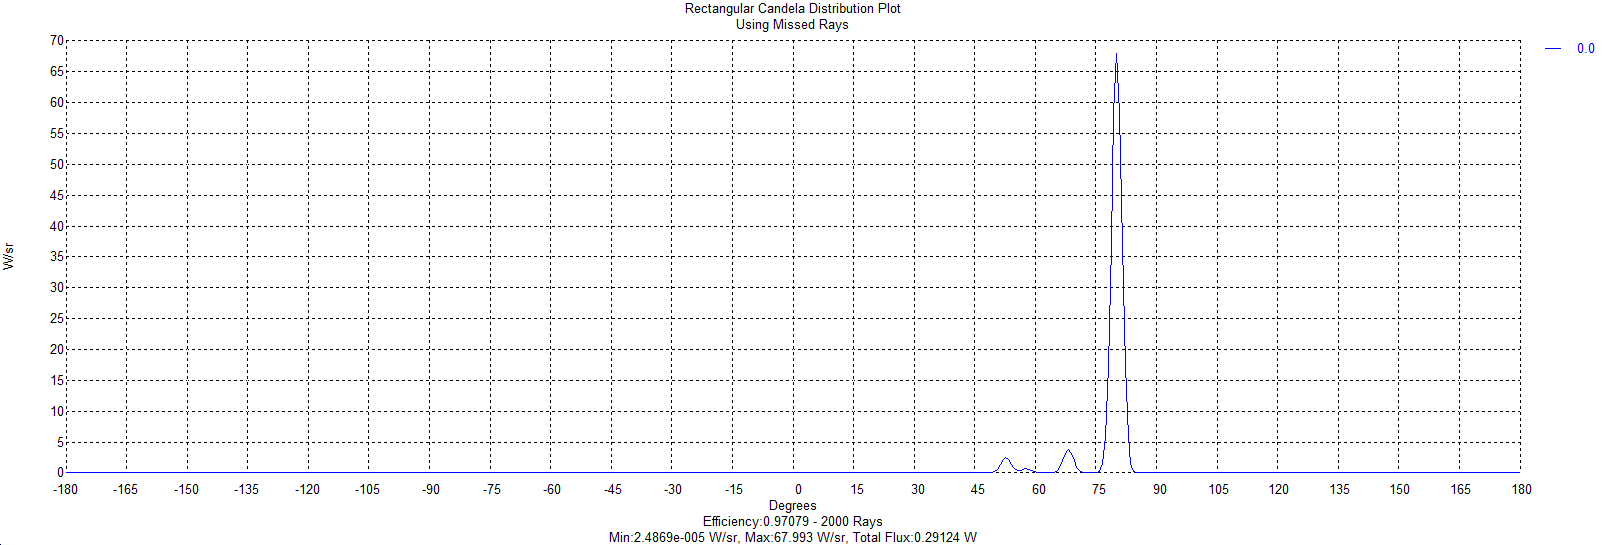 Rectangular Candela Distribution Plot
Using Missed Rays
0.0
70
65
60
55
50
45
40
35
30
25
20
15
10
5
0
W/sr
-180 -165 -150 -135 -120 -105 -90 -75 -60 -45 -30 -15 0 15 30 45 60 75 90 105 120 135 150 165 180
Degrees
Efficiency:0.97079 - 2000 Rays
Min:2.4869e-005 W/sr, Max:67.993 W/sr, Total Flux:0.29124 W